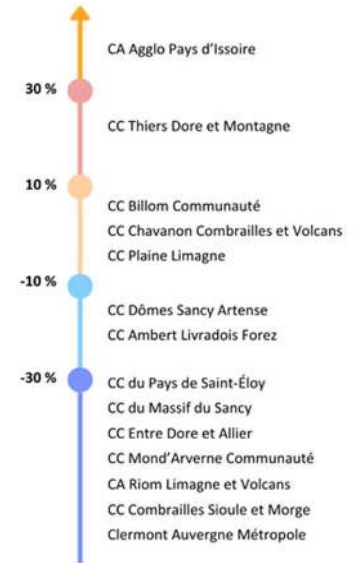 CA Agglo Pays d'Issoire
30 %
CC Thiers Dore et Montagne
10 %
CC Billom Communauté
CC Chavanon Combrailles et Volcans
CC Plaine Limagne
-10 %
CC Dômes Sancy Artense
CC Ambert Livradois Forez
-30 %
CC du Pays de Saint-Éloy
CC du Massif du Sancy
CC Entre Dore et Allier
CC Mond'Arverne Communauté
CA Riom Limagne et Volcans
CC Combrailles Sioule et Morge
Clermont Auvergne Métropole